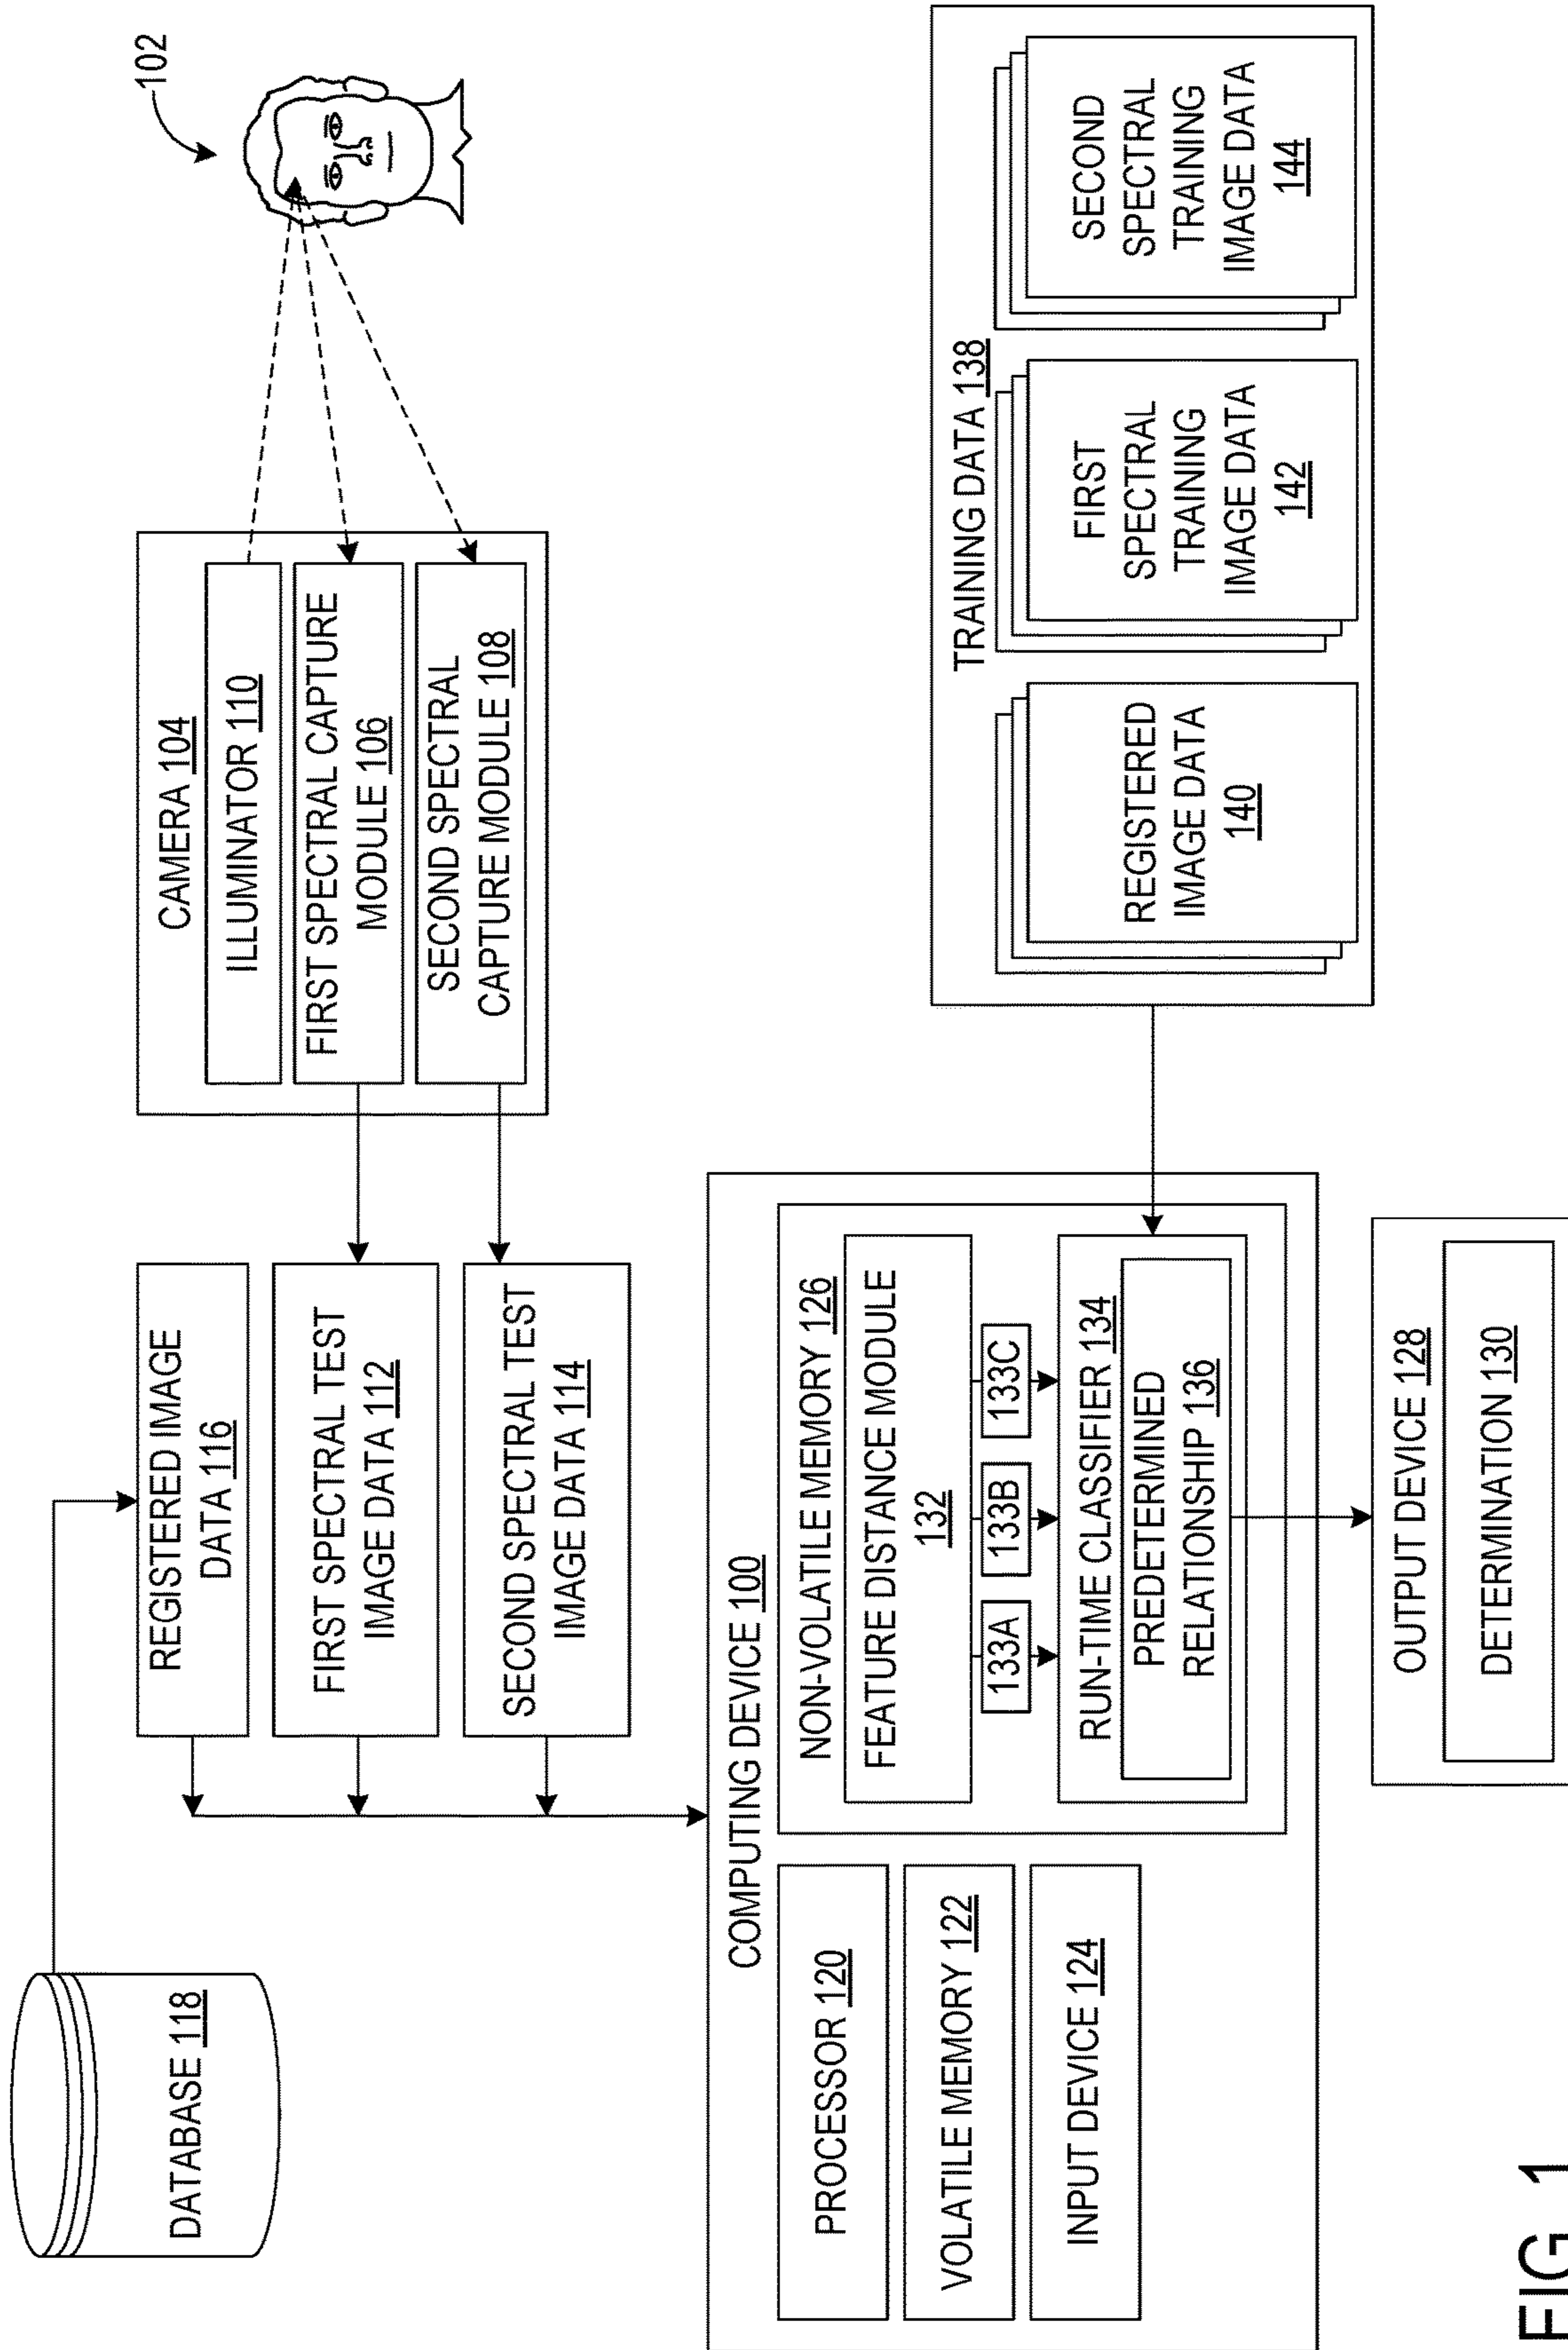 DATABASE 118
REGISTERED IMAGE
DATA 116
FIRST SPECTRAL TEST
IMAGE DATA 112
SECOND SPECTRAL TEST
IMAGE DATA 114
CAMERA 104
ILLUMINATOR 110
FIRST SPECTRAL CAPTURE
MODULE 106
SECOND SPECTRAL
CAPTURE MODULE 108
102
COMPUTING DEVICE 100
PROCESSOR 120
VOLATILE MEMORY 122
INPUT DEVICE 124
NON-VOLATILE MEMORY 126
FEATURE DISTANCE MODULE
132
133A
133B
133C
RUN-TIME CLASSIFIER 134
PREDETERMINED
RELATIONSHIP 136
TRAINING DATA 138
REGISTERED
IMAGE DATA
140
FIRST
SPECTRAL
TRAINING
IMAGE DATA
142
SECOND
SPECTRAL
TRAINING
IMAGE DATA
144
OUTPUT DEVICE 128
DETERMINATION 130
FIG. 1